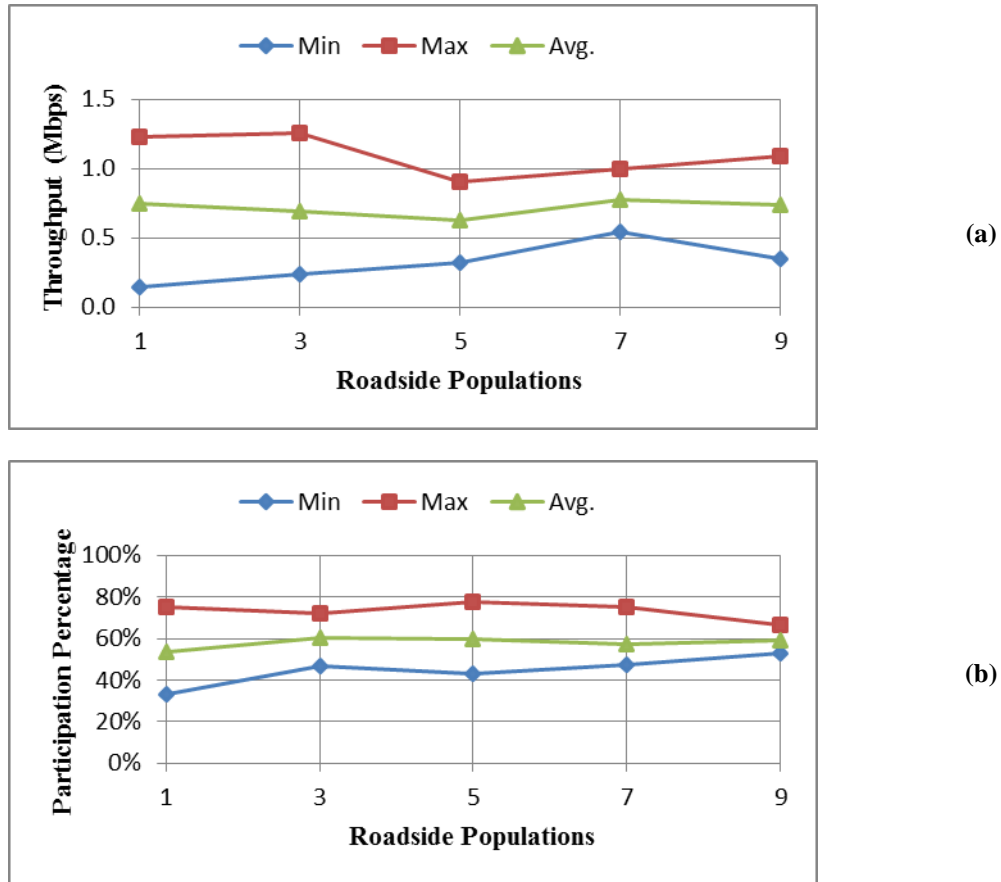 Min Max Avg.
Throughput (Mbps)
1.5
1.0
0.5
0.0
1 3 5 7 9
Roadside Populations
(a)
Min Max Avg.
Participation Percentage
100%
80%
60%
40%
20%
0%
1 3 5 7 9
Roadside Populations
(b)